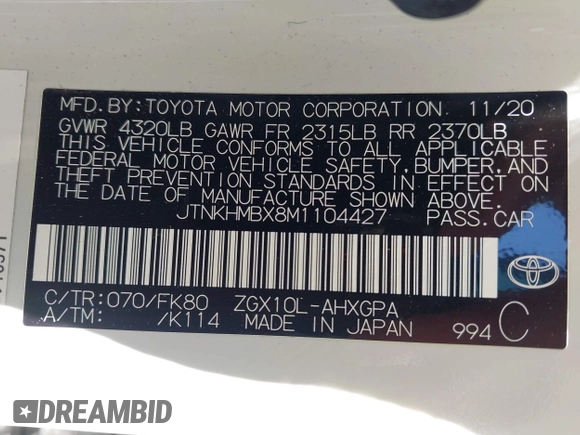 MFD.BY:TOYOTA MOTOR CORPORATION 11/20
GVWR 4320LB GAWR FR 2315LB RR 2370LB
THIS VEHICLE CONFORMS TO ALL APPLICABLE
FEDERAL MOTOR VEHICLE SAFETY,BUMPER,AND
THEFT PREVENTION STANDARDS IN EFFECT ON
THE DATE OF MANUFACTURE SHOWN ABOVE.
JTNKHMBX8M1104427 PASS.CAR
C/TR:070/FK80 ZGX10L-AHXGPA
A/TM: /K114 MADE IN JAPAN 994 C
DREAMBID